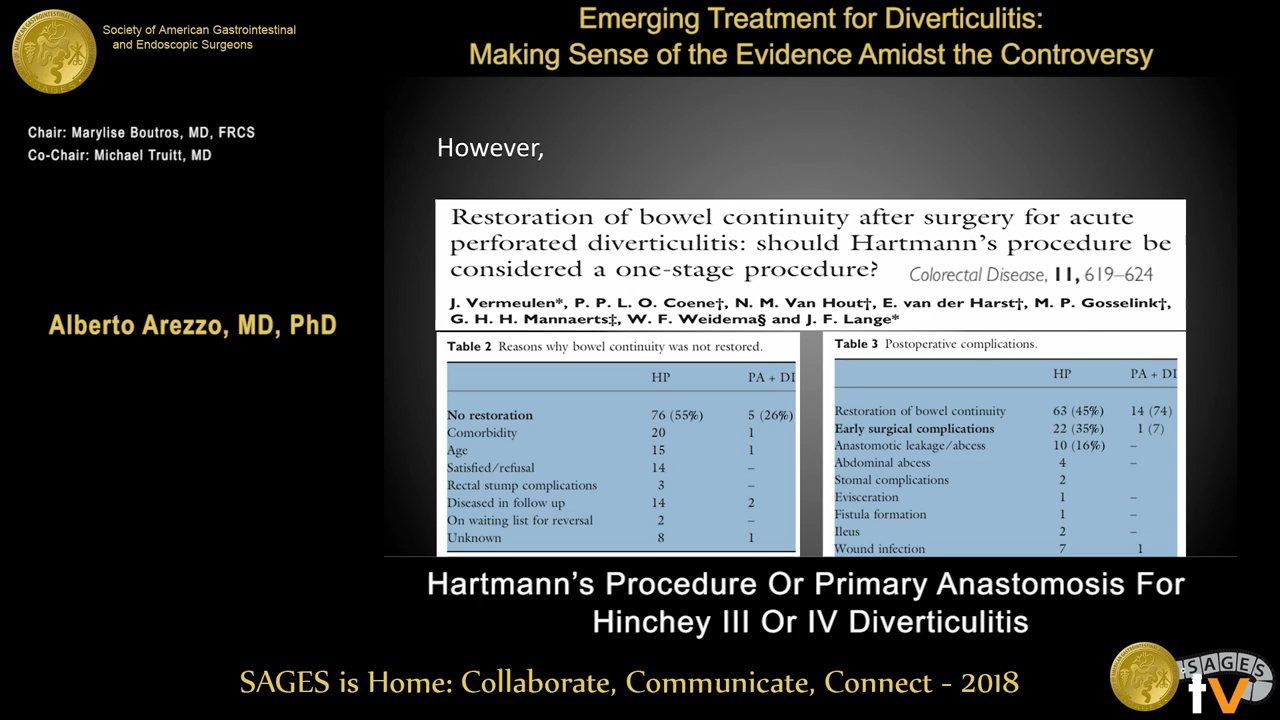 Society of American Gastrointestinal
and Endoscopic Surgeons
Emerging Treatment for Diverticulitis:
Making Sense of the Evidence Amidst the Controversy
Chair: Marylise Boutros, MD, FRCS
Co-Chair: Michael Truitt, MD
Alberto Arezzo, MD, PhD
However,
Restoration of bowel continuity after surgery for acute
perforated diverticulitis: should Hartmann's procedure be
considered a one-stage procedure?
Colorectal Disease, 11, 619–624
J. Vermeulen*, P. P. L. O. Coene†, N. M. Van Hout†, E. van der Harst†, M. P. Gosselink†,
G. H. H. Mannaerts‡, W. F. Weidema§ and J. F. Lange*
Table 2 Reasons why bowel continuity was not restored.
HP PA + DI
No restoration 76 (55%) 5 (26%)
Comorbidity 20 1
Age 15 1
Satisfied/refusal 14 –
Rectal stump complications 3 –
Diseased in follow up 14 2
On waiting list for reversal 2 –
Unknown 8 1
Table 3 Postoperative complications.
HP PA + DI
Restoration of bowel continuity 63 (45%) 14 (74)
Early surgical complications 22 (35%) 1 (7)
Anastomotic leakage/abcess 10 (16%) –
Abdominal abcess 4 –
Stomal complications 2
Evisceration 1 –
Fistula formation 1 –
Ileus 2 –
Wound infection 7 1
Hartmann's Procedure Or Primary Anastomosis For
Hinchey III Or IV Diverticulitis
SAGES is Home: Collaborate, Communicate, Connect - 2018
SAGES
tv